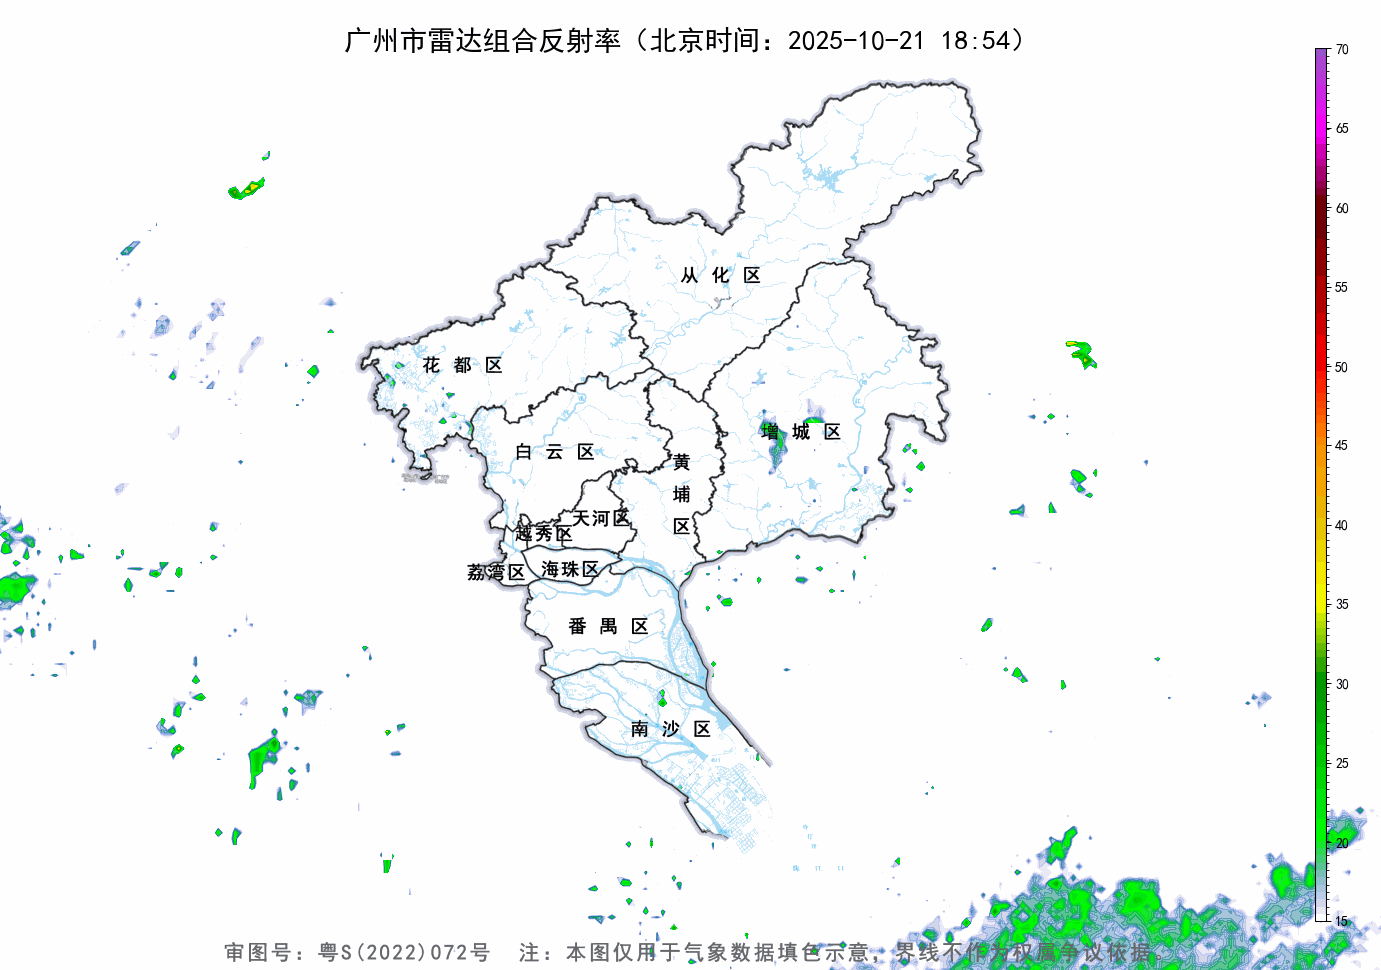 广州市雷达组合反射率（北京时间：2025-10-21 18:54）
70
65
60
55
50
45
40
35
30
25
20
15
从化区
花都区
增城区
白云区
黄埔区
天河区
越秀区
荔湾区
海珠区
番禺区
南沙区
审图号：粤S(2022)072号 注：本图仅用于气象数据填色示意，界线不作为权属争议依据。